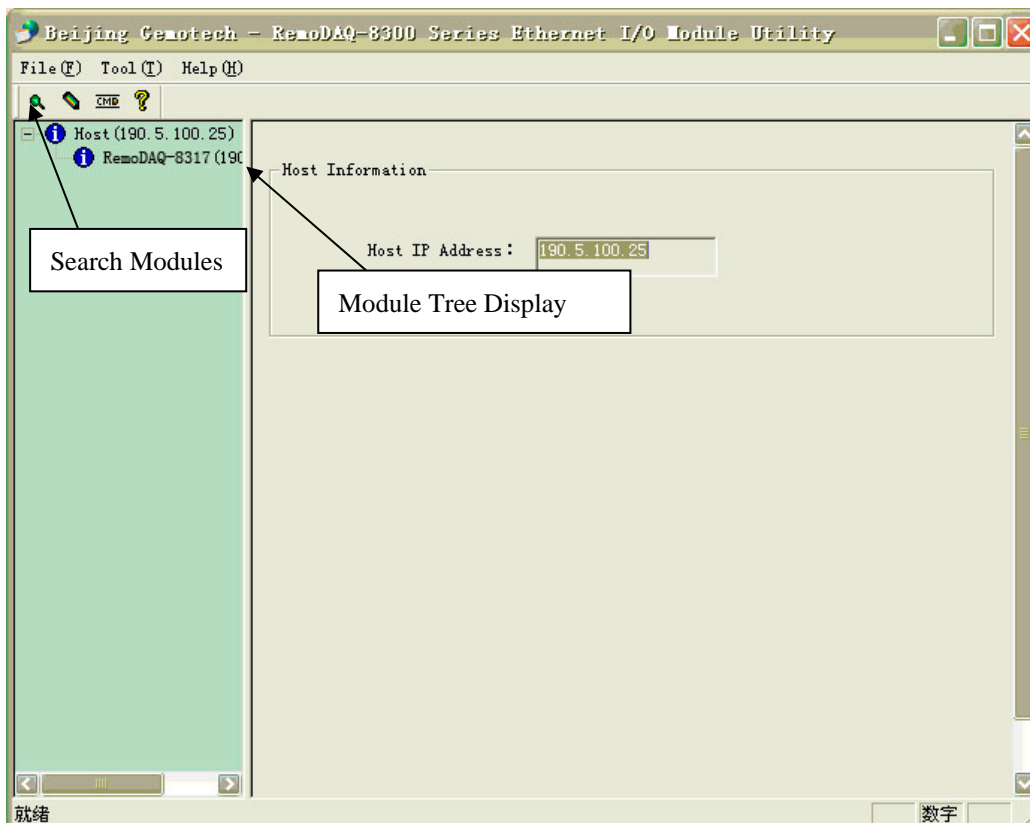 Beijing Gemotech - RemoDAQ-8300 Series Ethernet I/O Module Utility
File(F) Tool(T) Help(H)
CMD
Host(190.5.100.25)
RemoDAQ-8317(190
Host Information
Host IP Address:
190.5.100.25
Search Modules
Module Tree Display
就绪
数字